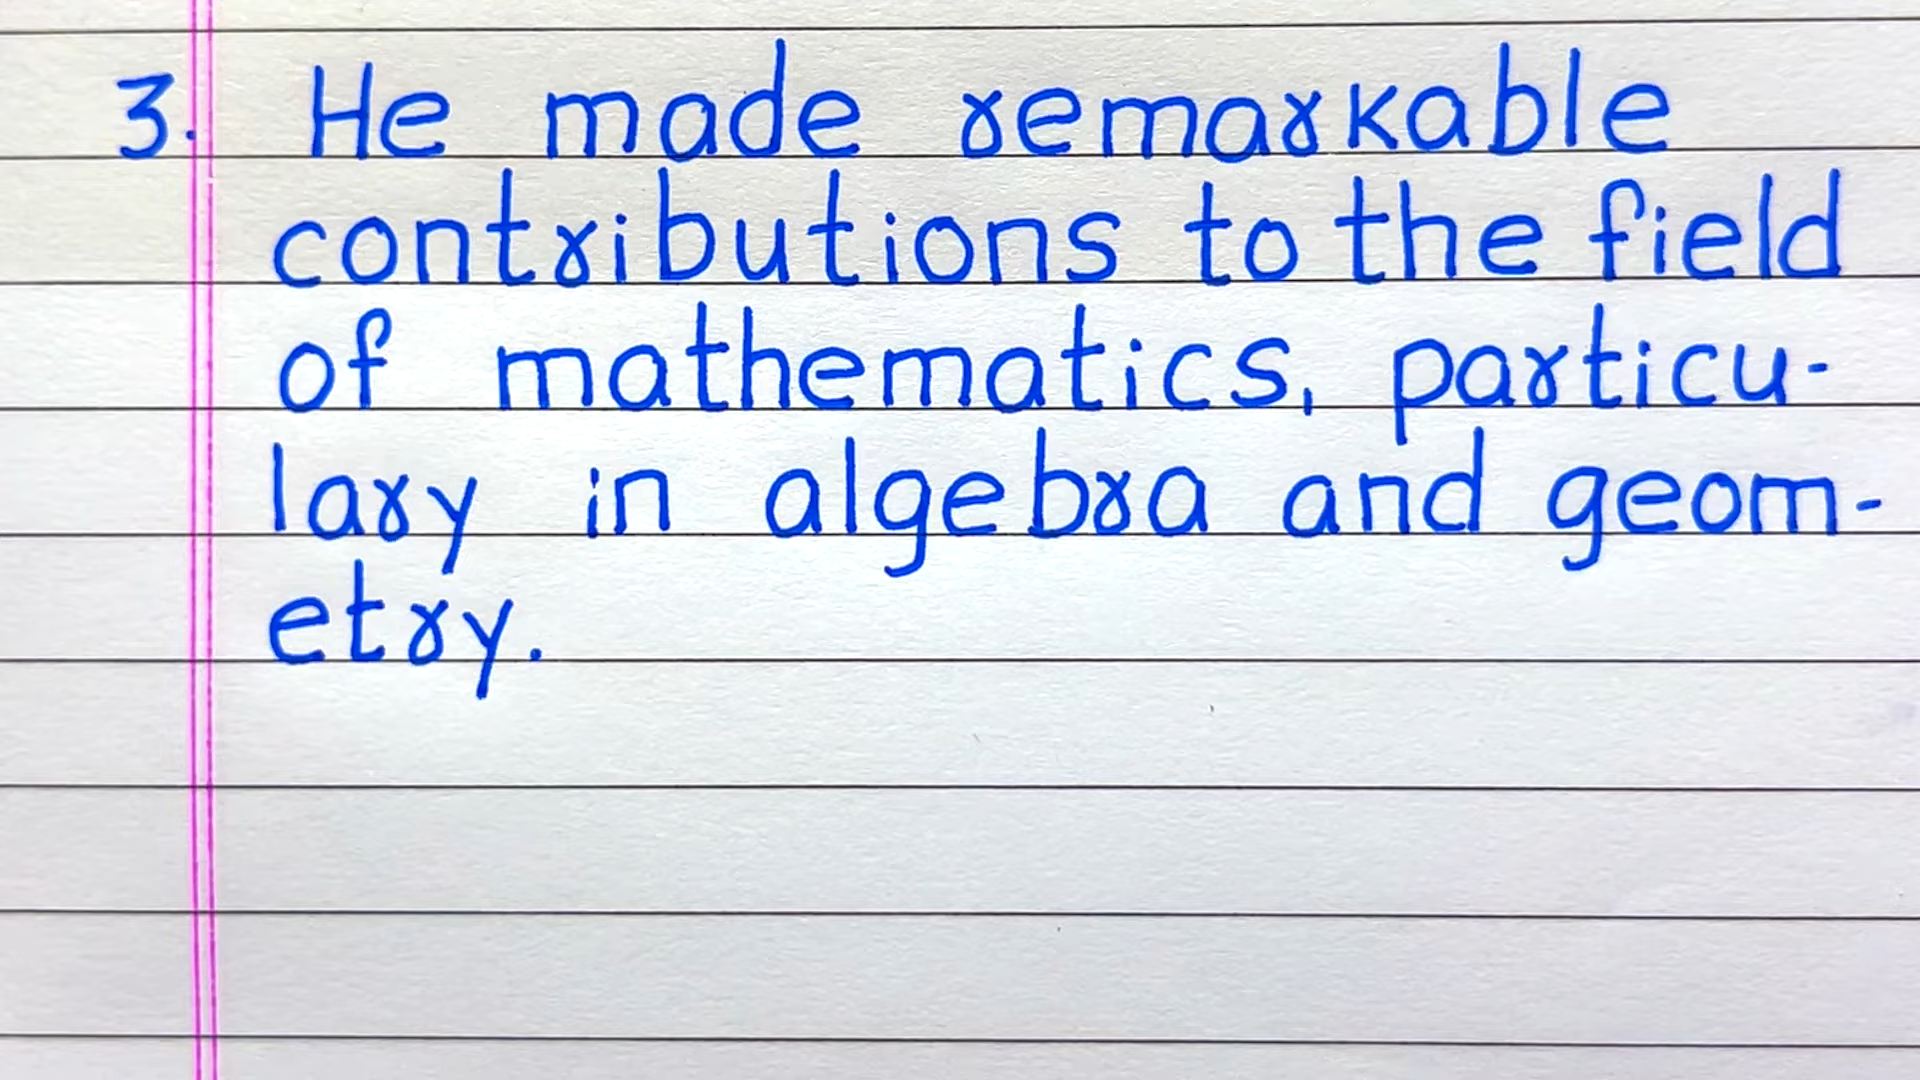 3. He made remarkable
contributions to the field
of mathematics, particu-
lary in algebra and geom-
etry.